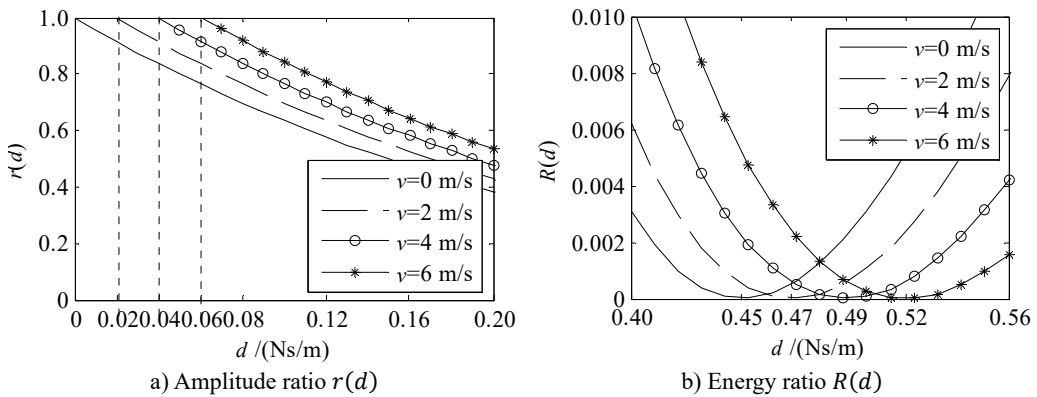 1.0
0.8
0.6
0.4
0.2
0
r(d)
v=0 m/s
v=2 m/s
v=4 m/s
v=6 m/s
0 0.02 0.04 0.06 0.08 0.12 0.16 0.20
d /(Ns/m)
a) Amplitude ratio r(d)
0.010
0.008
0.006
0.004
0.002
0
R(d)
v=0 m/s
v=2 m/s
v=4 m/s
v=6 m/s
0.40 0.45 0.47 0.49 0.52 0.56
d /(Ns/m)
b) Energy ratio R(d)